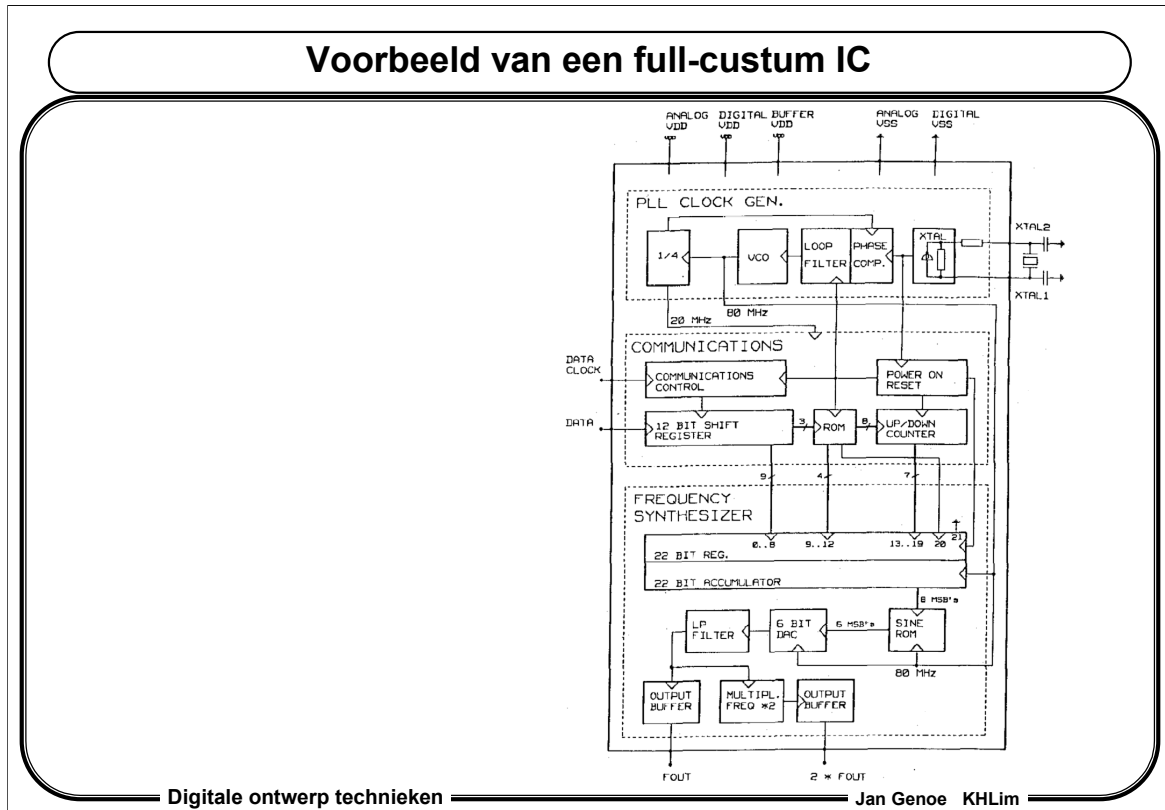 Voorbeeld van een full-custum IC
ANALOG VDD
DIGITAL VDD
BUFFER VDD
ANALOG VSS
DIGITAL VSS
PLL CLOCK GEN.
1/4
VCO
LOOP FILTER
PHASE COMP.
XTAL
XTAL2
XTAL1
20 MHz
80 MHz
COMMUNICATIONS
DATA CLOCK
COMMUNICATIONS CONTROL
POWER ON RESET
DATA
12 BIT SHIFT REGISTER
3
ROM
8
UP/DOWN COUNTER
9
4
7
FREQUENCY SYNTHESIZER
0..8
9..12
13..19
20
21
22 BIT REG.
22 BIT ACCUMULATOR
8 MSB's
LP FILTER
6 BIT DAC
6 MSB's
SINE ROM
80 MHz
OUTPUT BUFFER
MULTIPL. FREQ *2
OUTPUT BUFFER
FOUT
2 * FOUT
Digitale ontwerp technieken
Jan Genoe KHLim